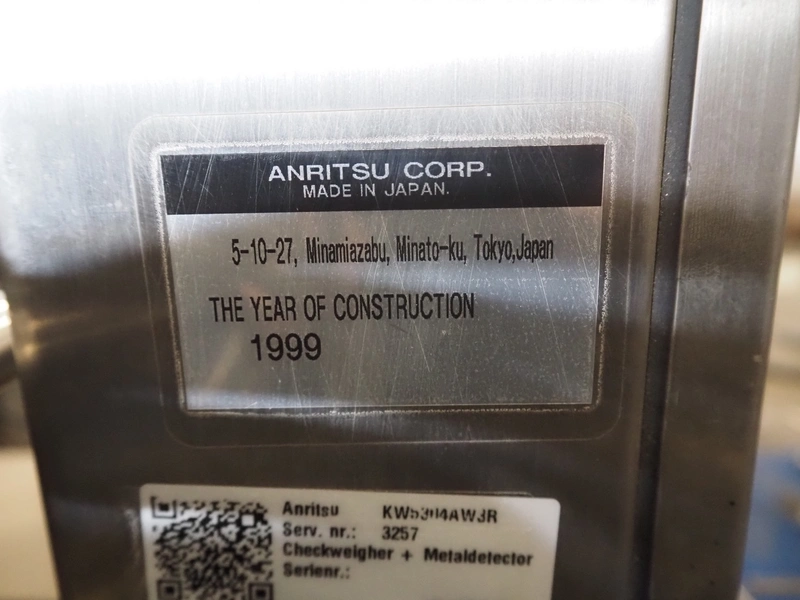 ANRITSU CORP.
MADE IN JAPAN.
5-10-27, Minamiazabu, Minato-ku, Tokyo,Japan
THE YEAR OF CONSTRUCTION
1999
Anritsu KW5304AW3R
Serv. nr.: 3257
Checkweigher + Metaldetector
Serienr.: